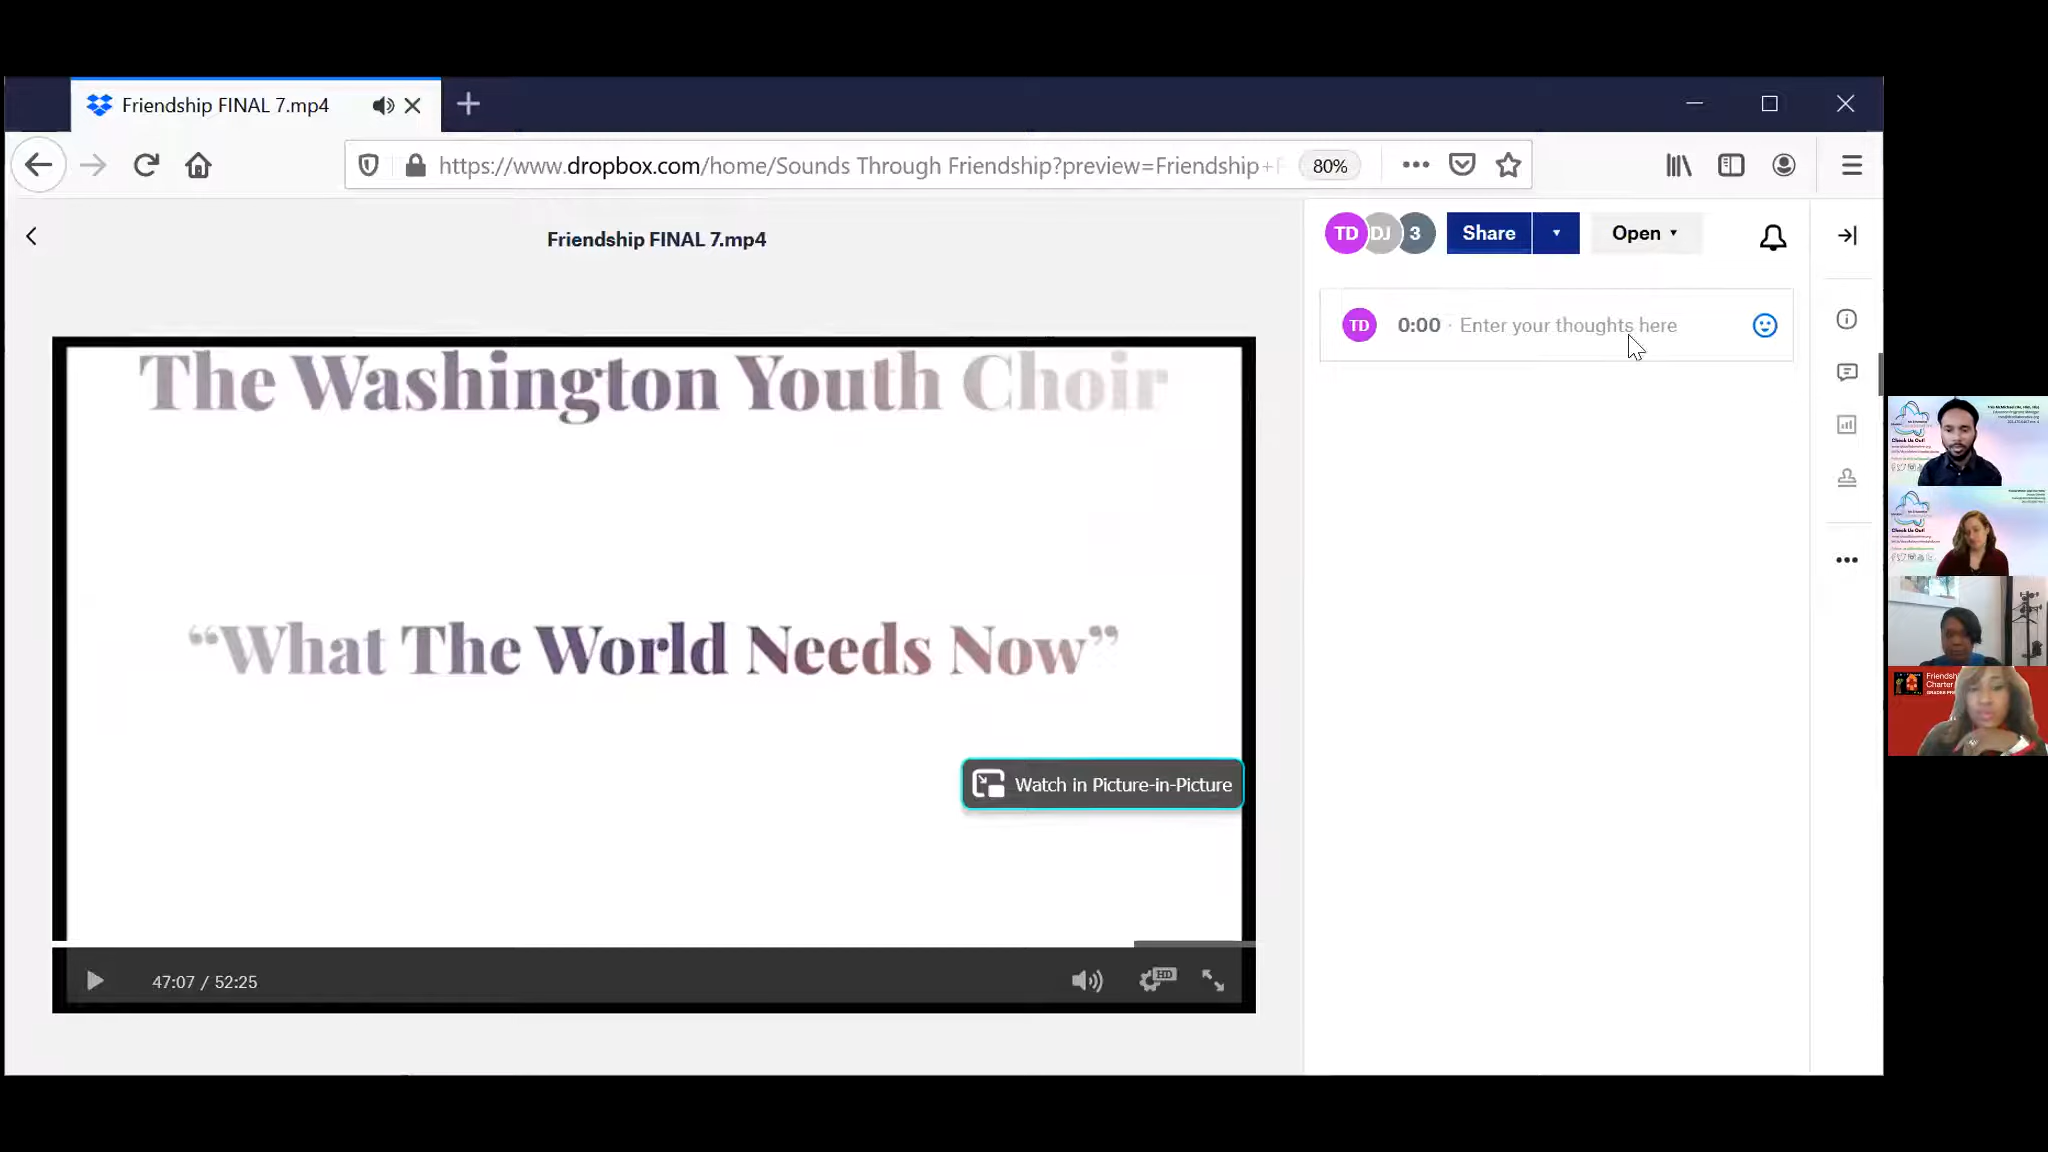 Friendship FINAL 7.mp4
https://www.dropbox.com/home/Sounds Through Friendship?preview=Friendship+
80%
Friendship FINAL 7.mp4
TD DJ 3 Share Open
TD 0:00 · Enter your thoughts here
The Washington Youth Choir
“What The World Needs Now”
Watch in Picture-in-Picture
47:07 / 52:25
HD
Check Us Out!
Check Us Out!
Charter